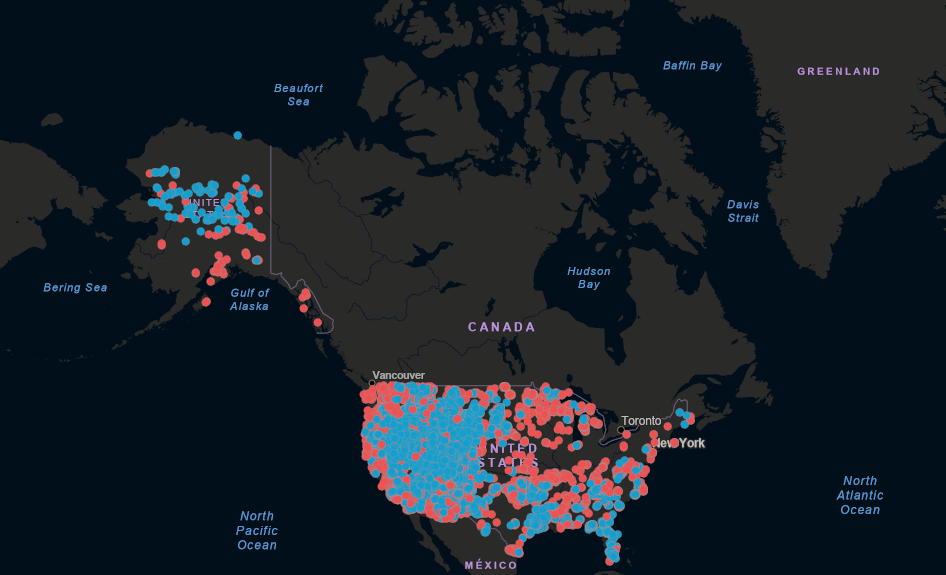 Baffin Bay
GREENLAND
Beaufort
Sea
Davis
Strait
Hudson
Bay
Bering Sea
Gulf of
Alaska
CANADA
Vancouver
Toronto
New York
UNITED
STATES
North
Atlantic
Ocean
North
Pacific
Ocean
MÉXICO